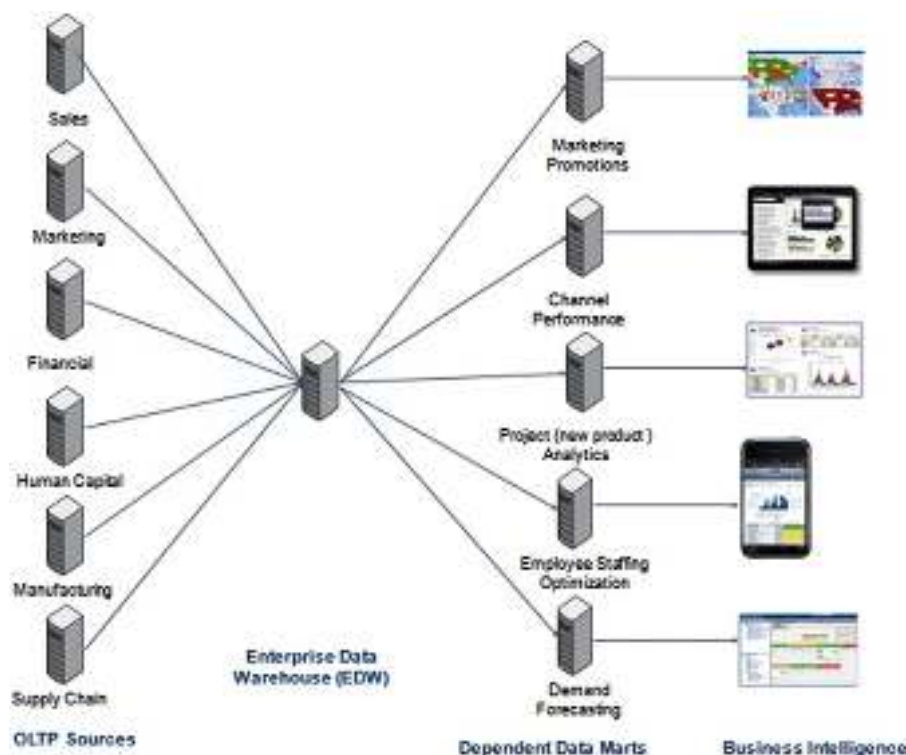 Sales
Marketing
Financial
Human Capital
Manufacturing
Supply Chain
OLTP Sources
Enterprise Data
Warehouse (EDW)
Marketing
Promotions
Channel
Performance
Project (new product )
Analytics
Employee Staffing
Optimization
Demand
Forecasting
Dependent Data Marts
Business Intelligence